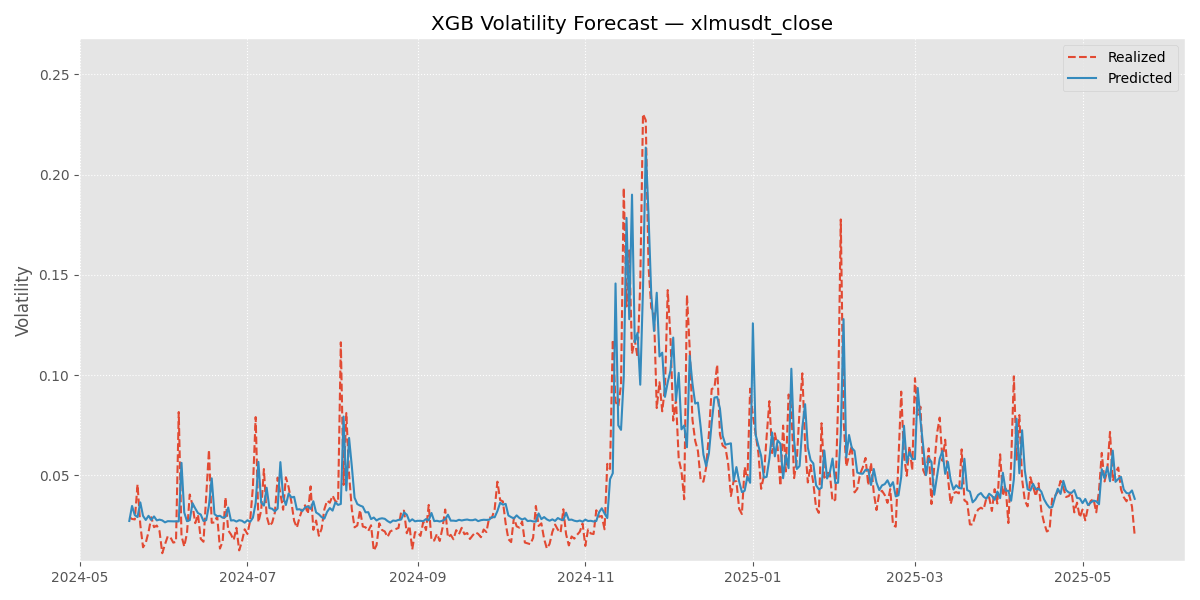 XGB Volatility Forecast — xlmusdt_close
Realized
Predicted
Volatility
0.25
0.20
0.15
0.10
0.05
2024-05 2024-07 2024-09 2024-11 2025-01 2025-03 2025-05